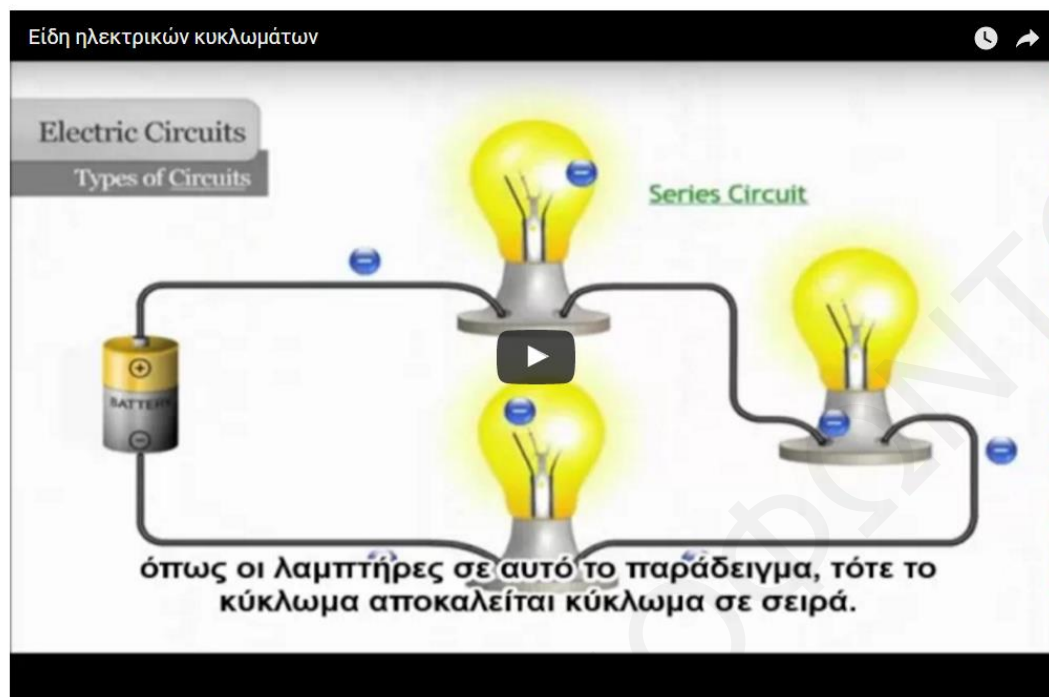 Είδη ηλεκτρικών κυκλωμάτων
Electric Circuits
Types of Circuits
Series Circuit
BATTERY
όπως οι λαμπτήρες σε αυτό το παράδειγμα, τότε το
κύκλωμα αποκαλείται κύκλωμα σε σειρά.